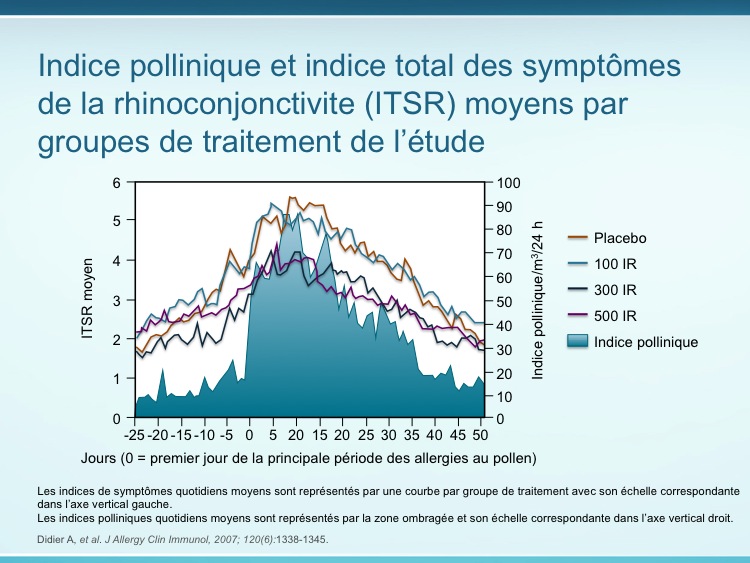 Indice pollinique et indice total des symptômes
de la rhinoconjonctivite (ITSR) moyens par
groupes de traitement de l’étude
6
5
4
3
2
1
0
ITSR moyen
100
90
80
70
60
50
40
30
20
10
0
Indice pollinique/m³/24 h
-25 -20 -15 -10 -5 0 5 20 15 20 25 30 35 40 45 50
Jours (0 = premier jour de la principale période des allergies au pollen)
Placebo
100 IR
300 IR
500 IR
Indice pollinique
Les indices de symptômes quotidiens moyens sont représentés par une courbe par groupe de traitement avec son échelle correspondante
dans l’axe vertical gauche.
Les indices polliniques quotidiens moyens sont représentés par la zone ombragée et son échelle correspondante dans l’axe vertical droit.
Didier A, et al. J Allergy Clin Immunol, 2007; 120(6):1338-1345.